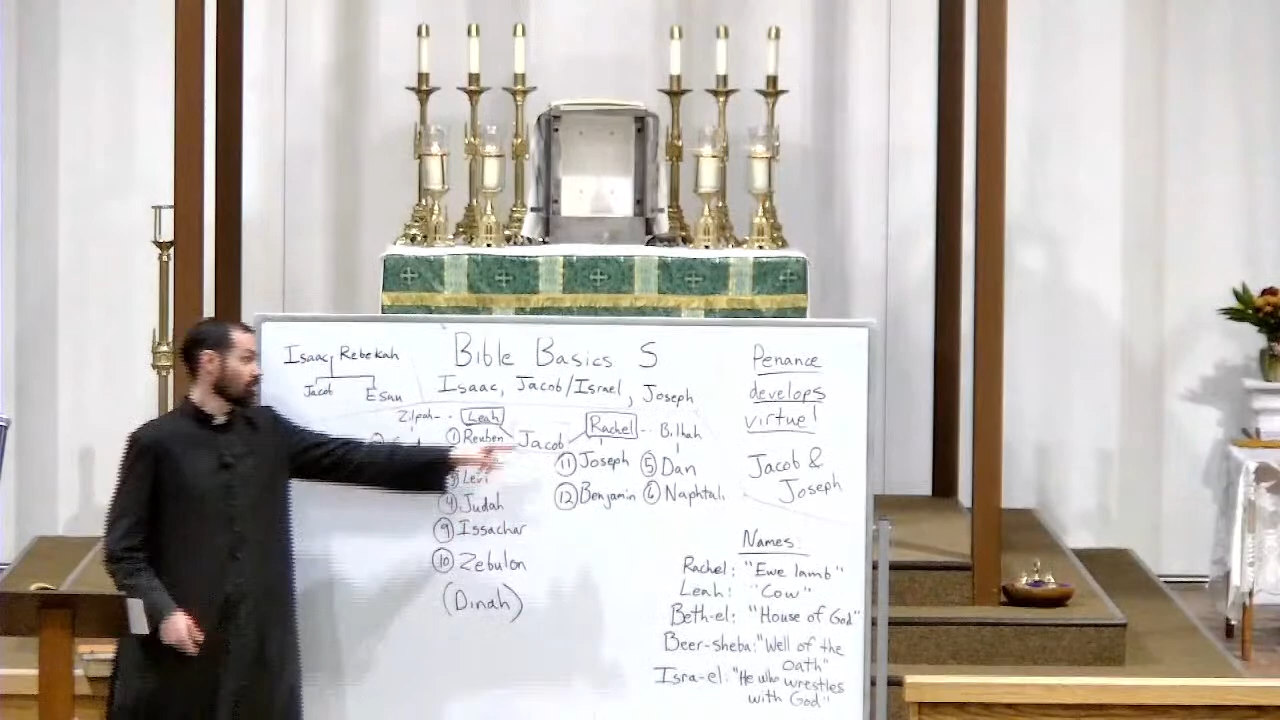 Bible Basics 5
Isaac, Jacob/Israel, Joseph
Isaac Rebekah
Jacob Esau
Zilpah
Leah
① Reuben
Levi
④ Judah
⑨ Issachar
⑩ Zebulon
(Dinah)
Jacob
Rachel
⑪ Joseph
⑫ Benjamin
Bilhah
⑤ Dan
⑥ Naphtali
Penance
develops
virtue!
Jacob &
Joseph
Names:
Rachel: "Ewe lamb"
Leah: "Cow"
Beth-el: "House of God"
Beer-sheba: "Well of the
Oath"
Isra-el: "He who wrestles
with God"